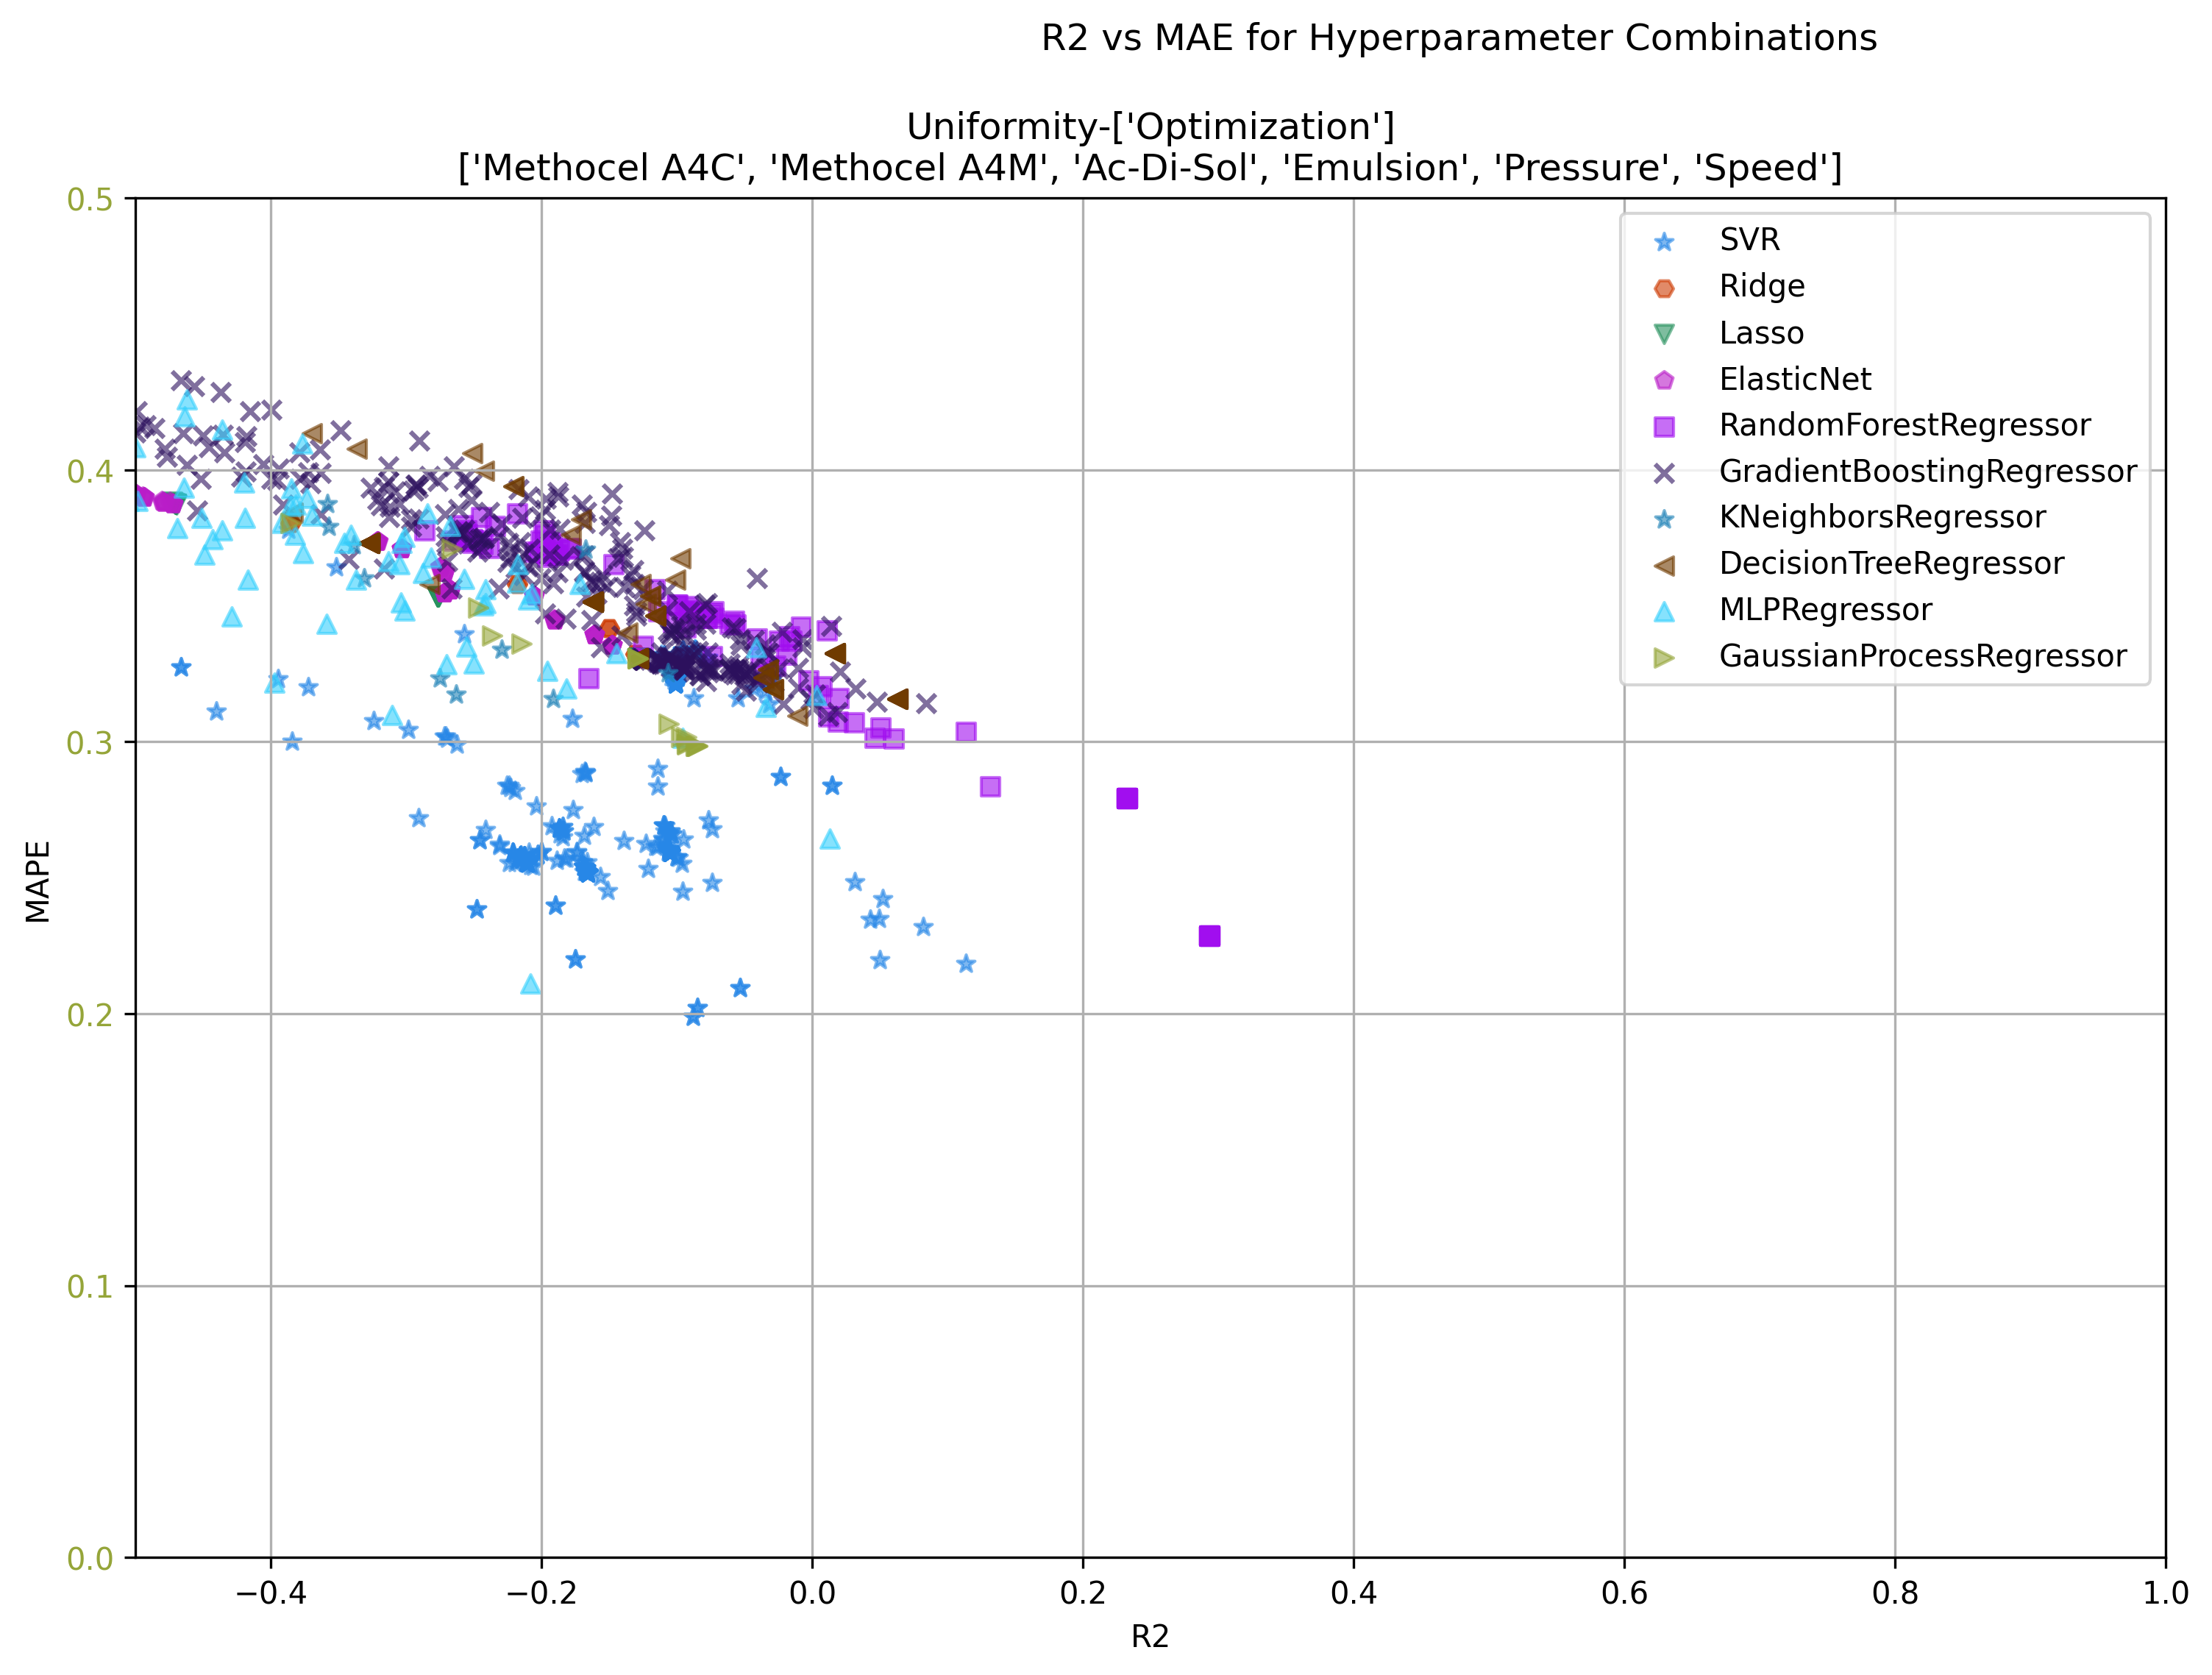 R2 vs MAE for Hyperparameter Combinations
Uniformity-['Optimization']
['Methocel A4C', 'Methocel A4M', 'Ac-Di-Sol', 'Emulsion', 'Pressure', 'Speed']
0.5
0.4
0.3
0.2
0.1
0.0
MAPE
SVR
Ridge
Lasso
ElasticNet
RandomForestRegressor
GradientBoostingRegressor
KNeighborsRegressor
DecisionTreeRegressor
MLPRegressor
GaussianProcessRegressor
−0.4 −0.2 0.0 0.2 0.4 0.6 0.8 1.0
R2